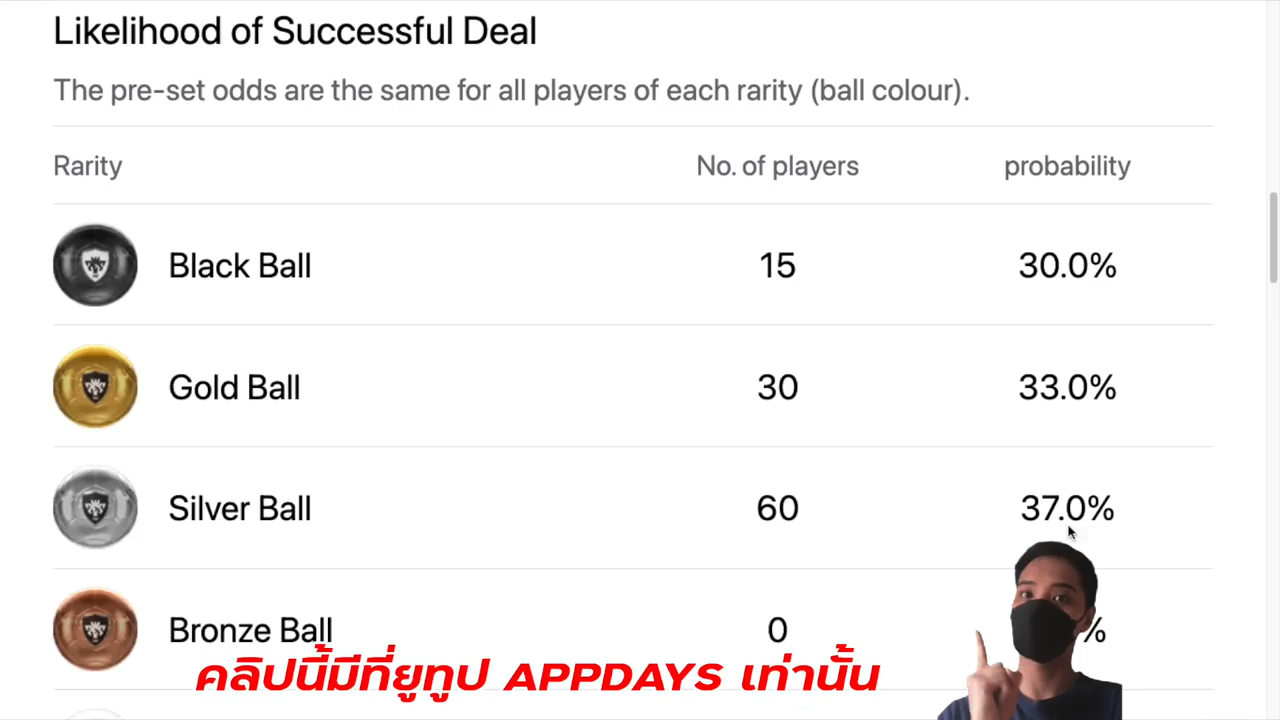 Likelihood of Successful Deal
The pre-set odds are the same for all players of each rarity (ball colour).
Rarity No. of players probability
Black Ball 15 30.0%
Gold Ball 30 33.0%
Silver Ball 60 37.0%
Bronze Ball 0 %
คลิปนี้มีที่ยูทูป APPDAYS เท่านั้น